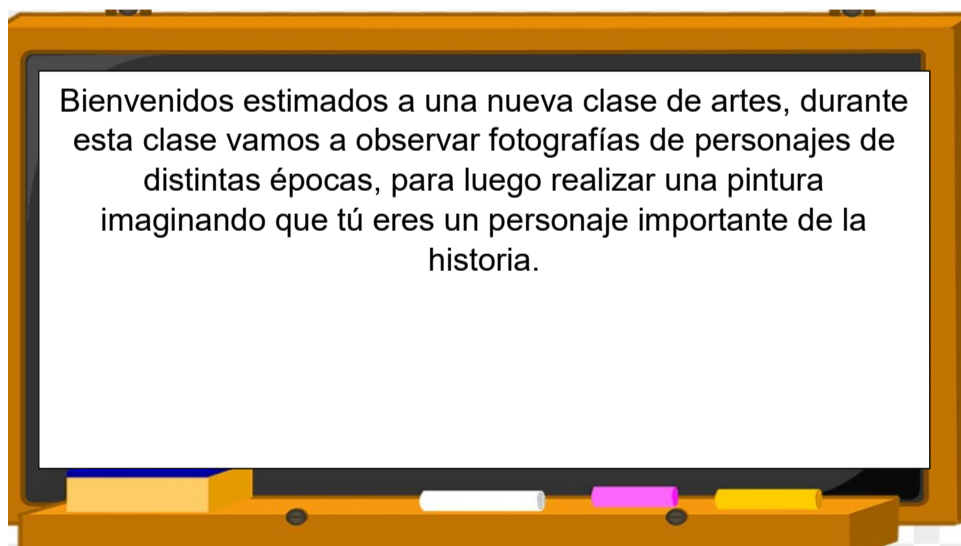 Bienvenidos estimados a una nueva clase de artes, durante
esta clase vamos a observar fotografías de personajes de
distintas épocas, para luego realizar una pintura
imaginando que tú eres un personaje importante de la
historia.